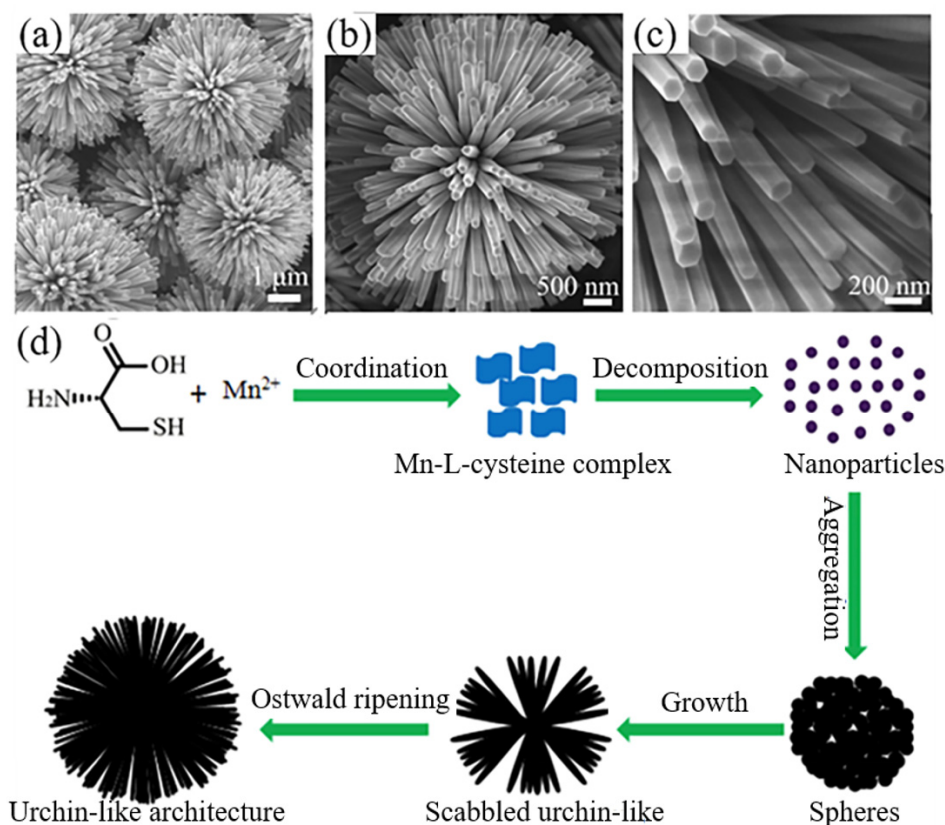 (a)
(b)
(c)
1 μm
500 nm
200 nm
(d)
O
OH
H₂N
SH
+ Mn²⁺
Coordination
Mn-L-cysteine complex
Decomposition
Nanoparticles
Aggregation
Spheres
Growth
Scabbled urchin-like
Ostwald ripening
Urchin-like architecture